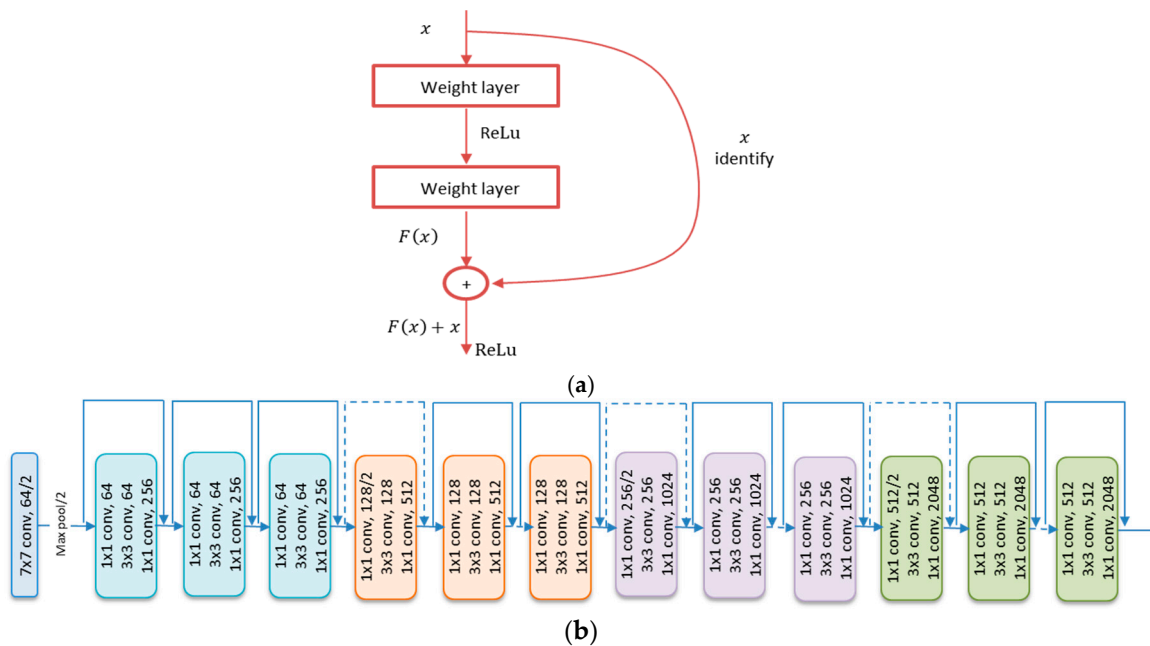 x
Weight layer
ReLu
x
identify
Weight layer
F(x)
+
F(x) + x
ReLu
(a)
7x7 conv, 64/2
Max pool/2
1x1 conv, 64
3x3 conv, 64
1x1 conv, 256
1x1 conv, 64
3x3 conv, 64
1x1 conv, 256
1x1 conv, 64
3x3 conv, 64
1x1 conv, 256
1x1 conv, 128/2
3x3 conv, 128
1x1 conv, 512
1x1 conv, 128
3x3 conv, 128
1x1 conv, 512
1x1 conv, 128
3x3 conv, 128
1x1 conv, 512
1x1 conv, 256/2
3x3 conv, 256
1x1 conv, 1024
1x1 conv, 256
3x3 conv, 256
1x1 conv, 1024
1x1 conv, 256
3x3 conv, 256
1x1 conv, 1024
1x1 conv, 512/2
3x3 conv, 512
1x1 conv, 2048
1x1 conv, 512
3x3 conv, 512
1x1 conv, 2048
1x1 conv, 512
3x3 conv, 512
1x1 conv, 2048
(b)